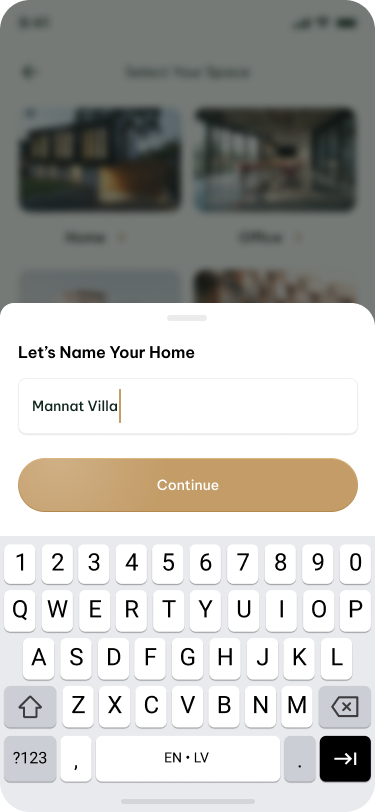 9:41
Select Your Space
Home
Office
Let's Name Your Home
Mannat Villa
Continue
1 2 3 4 5 6 7 8 9 0
Q W E R T Y U I O P
A S D F G H J K L
Z X C V B N M
?123 , EN • LV .